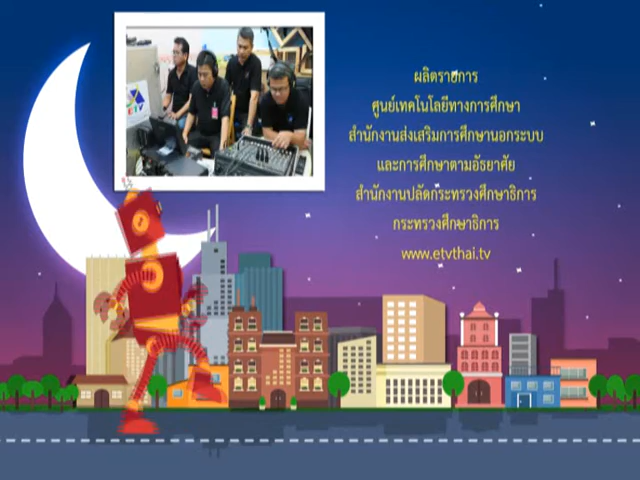 ผลิตรายการ
ศูนย์เทคโนโลยีทางการศึกษา
สำนักงานส่งเสริมการศึกษานอกระบบ
และการศึกษาตามอัธยาศัย
สำนักงานปลัดกระทรวงศึกษาธิการ
กระทรวงศึกษาธิการ
www.etvthai.tv